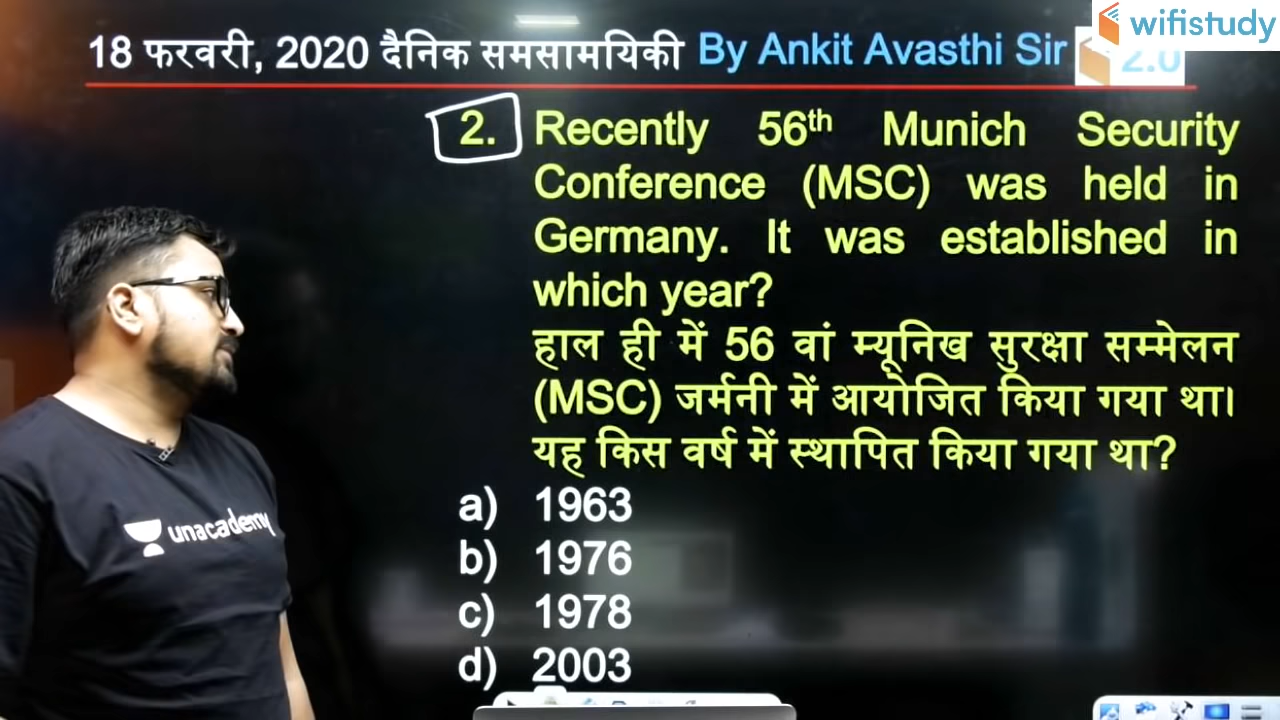 wifistudy
18 फरवरी, 2020 दैनिक समसामयिकी By Ankit Avasthi Sir
2.0
2. Recently 56th Munich Security
Conference (MSC) was held in
Germany. It was established in
which year?
हाल ही में 56 वां म्यूनिख सुरक्षा सम्मेलन
(MSC) जर्मनी में आयोजित किया गया था।
यह किस वर्ष में स्थापित किया गया था?
a) 1963
b) 1976
c) 1978
d) 2003
unacademy